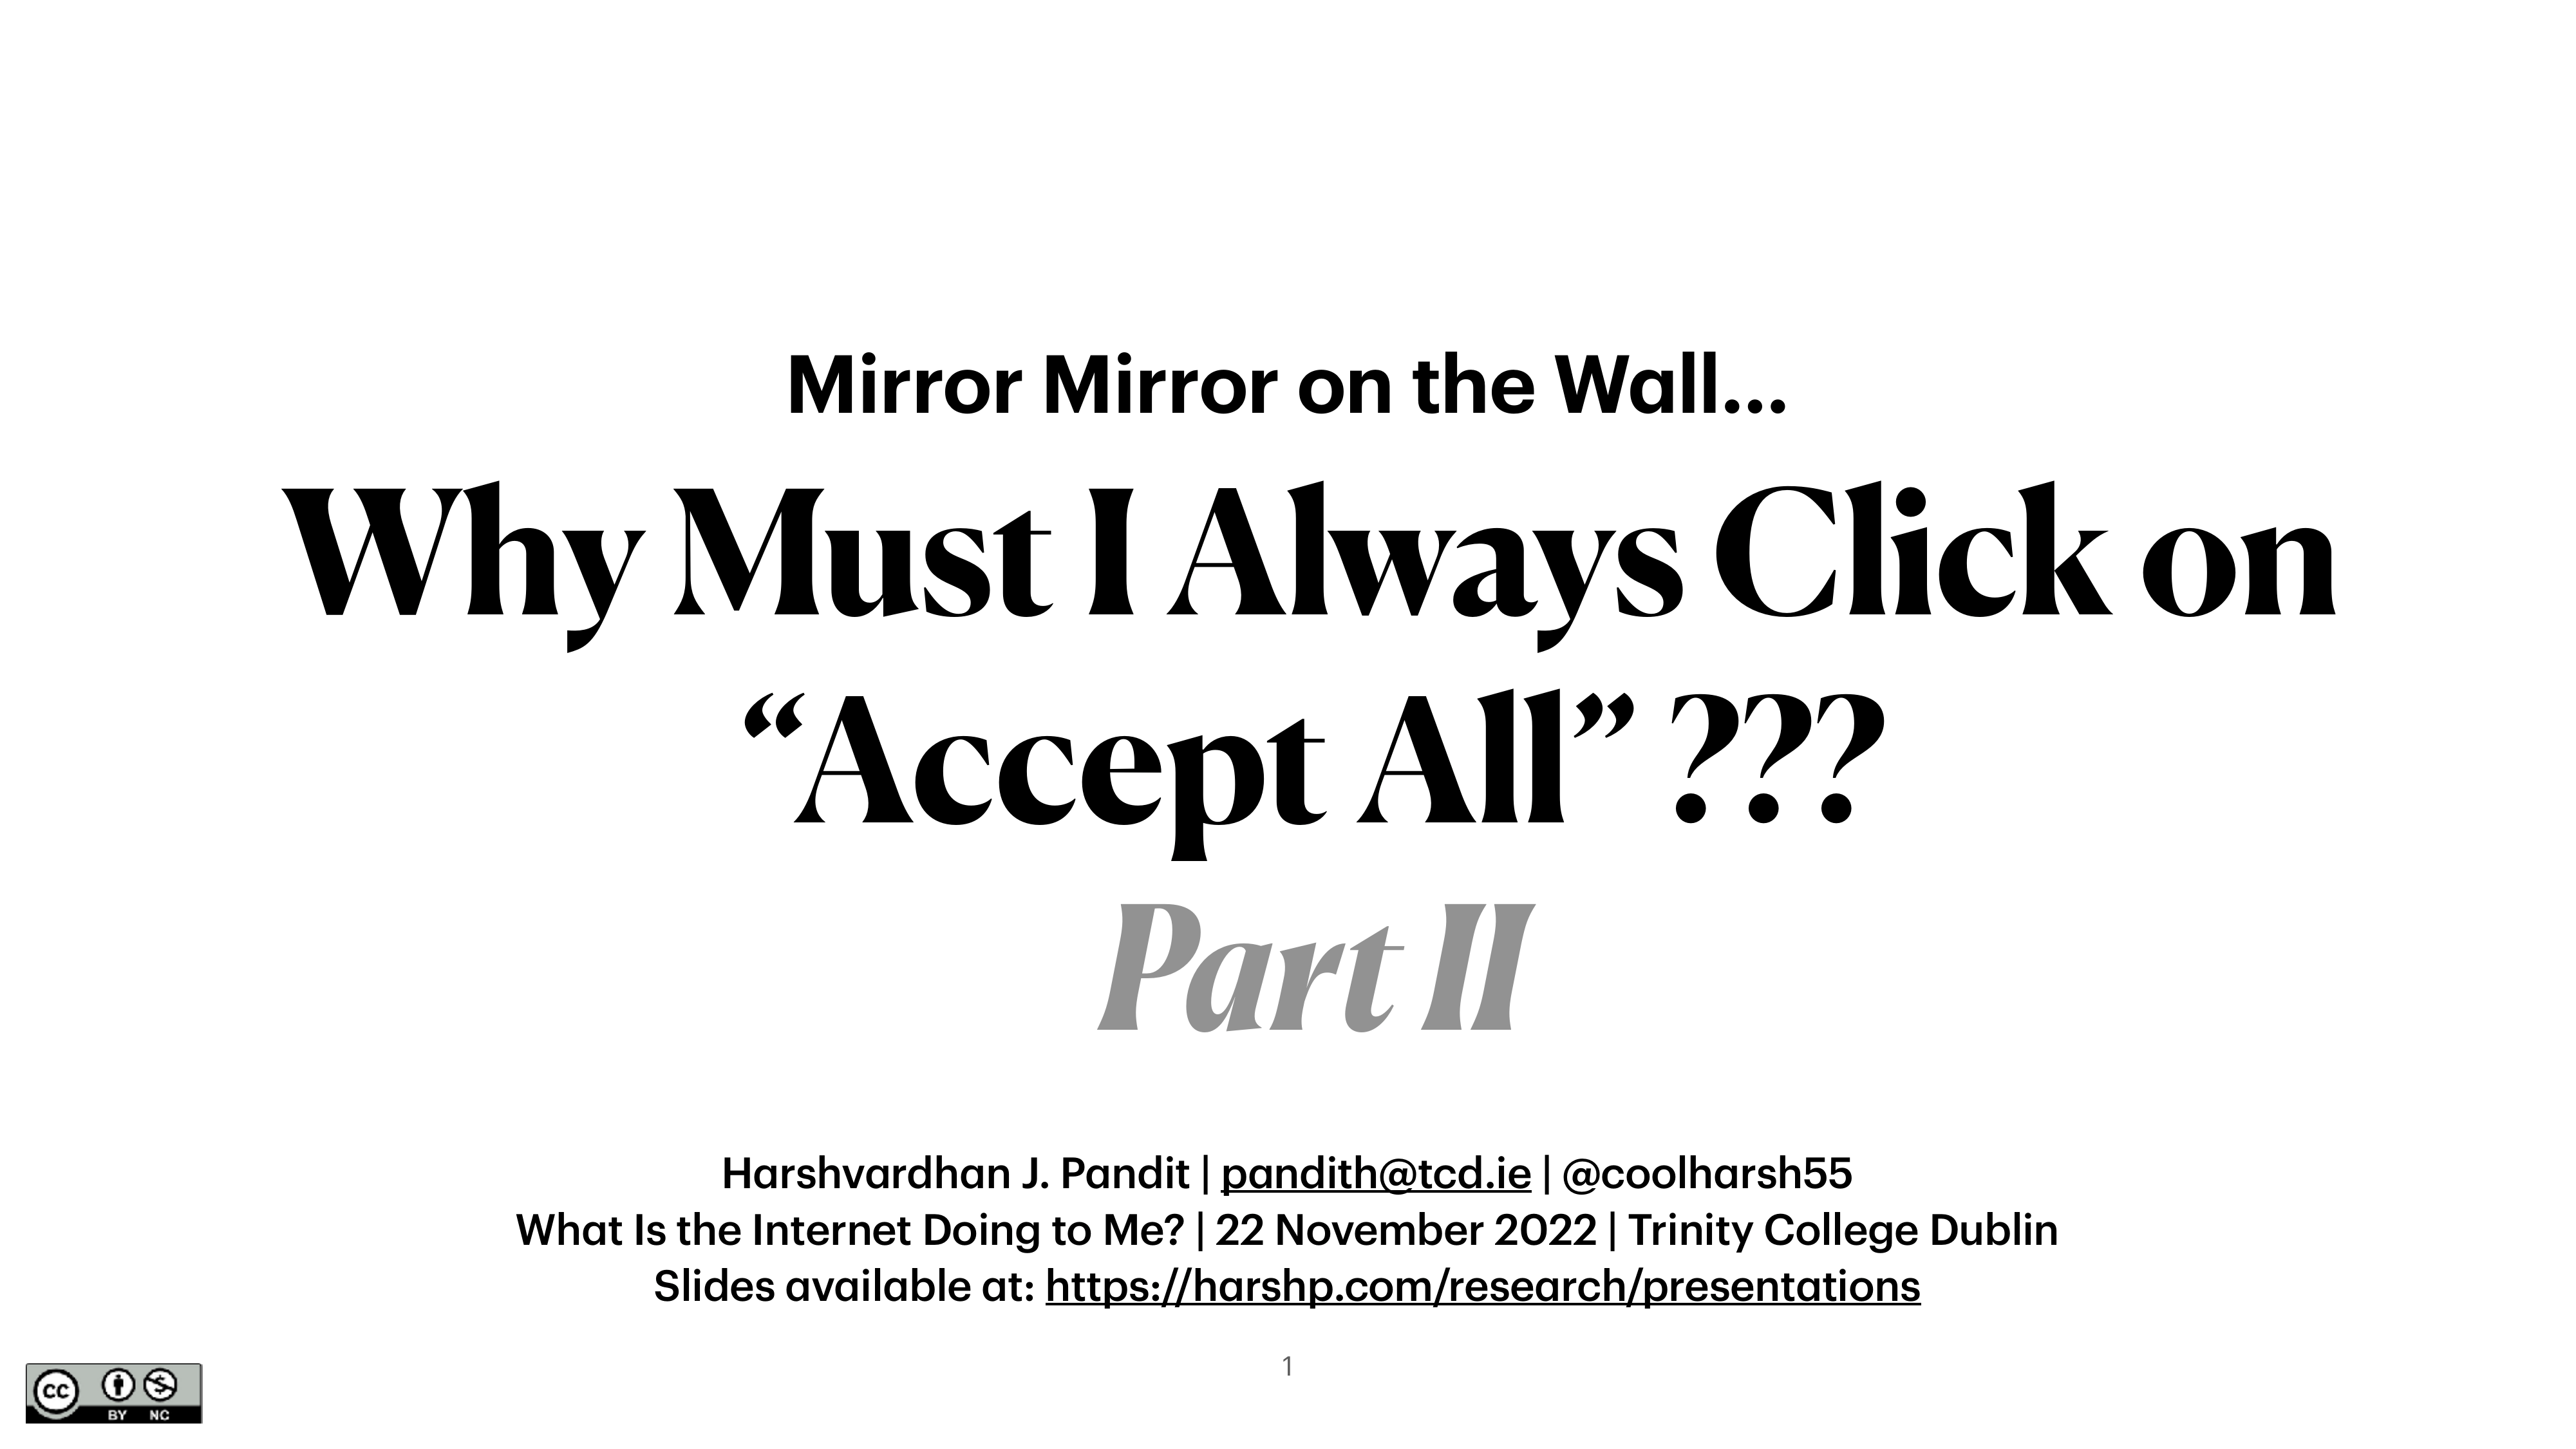 Mirror Mirror on the Wall...
Why Must I Always Click on
“Accept All” ???
Part II
Harshvardhan J. Pandit | pandith@tcd.ie | @coolharsh55
What Is the Internet Doing to Me? | 22 November 2022 | Trinity College Dublin
Slides available at: https://harshp.com/research/presentations
1
cc
BY NC